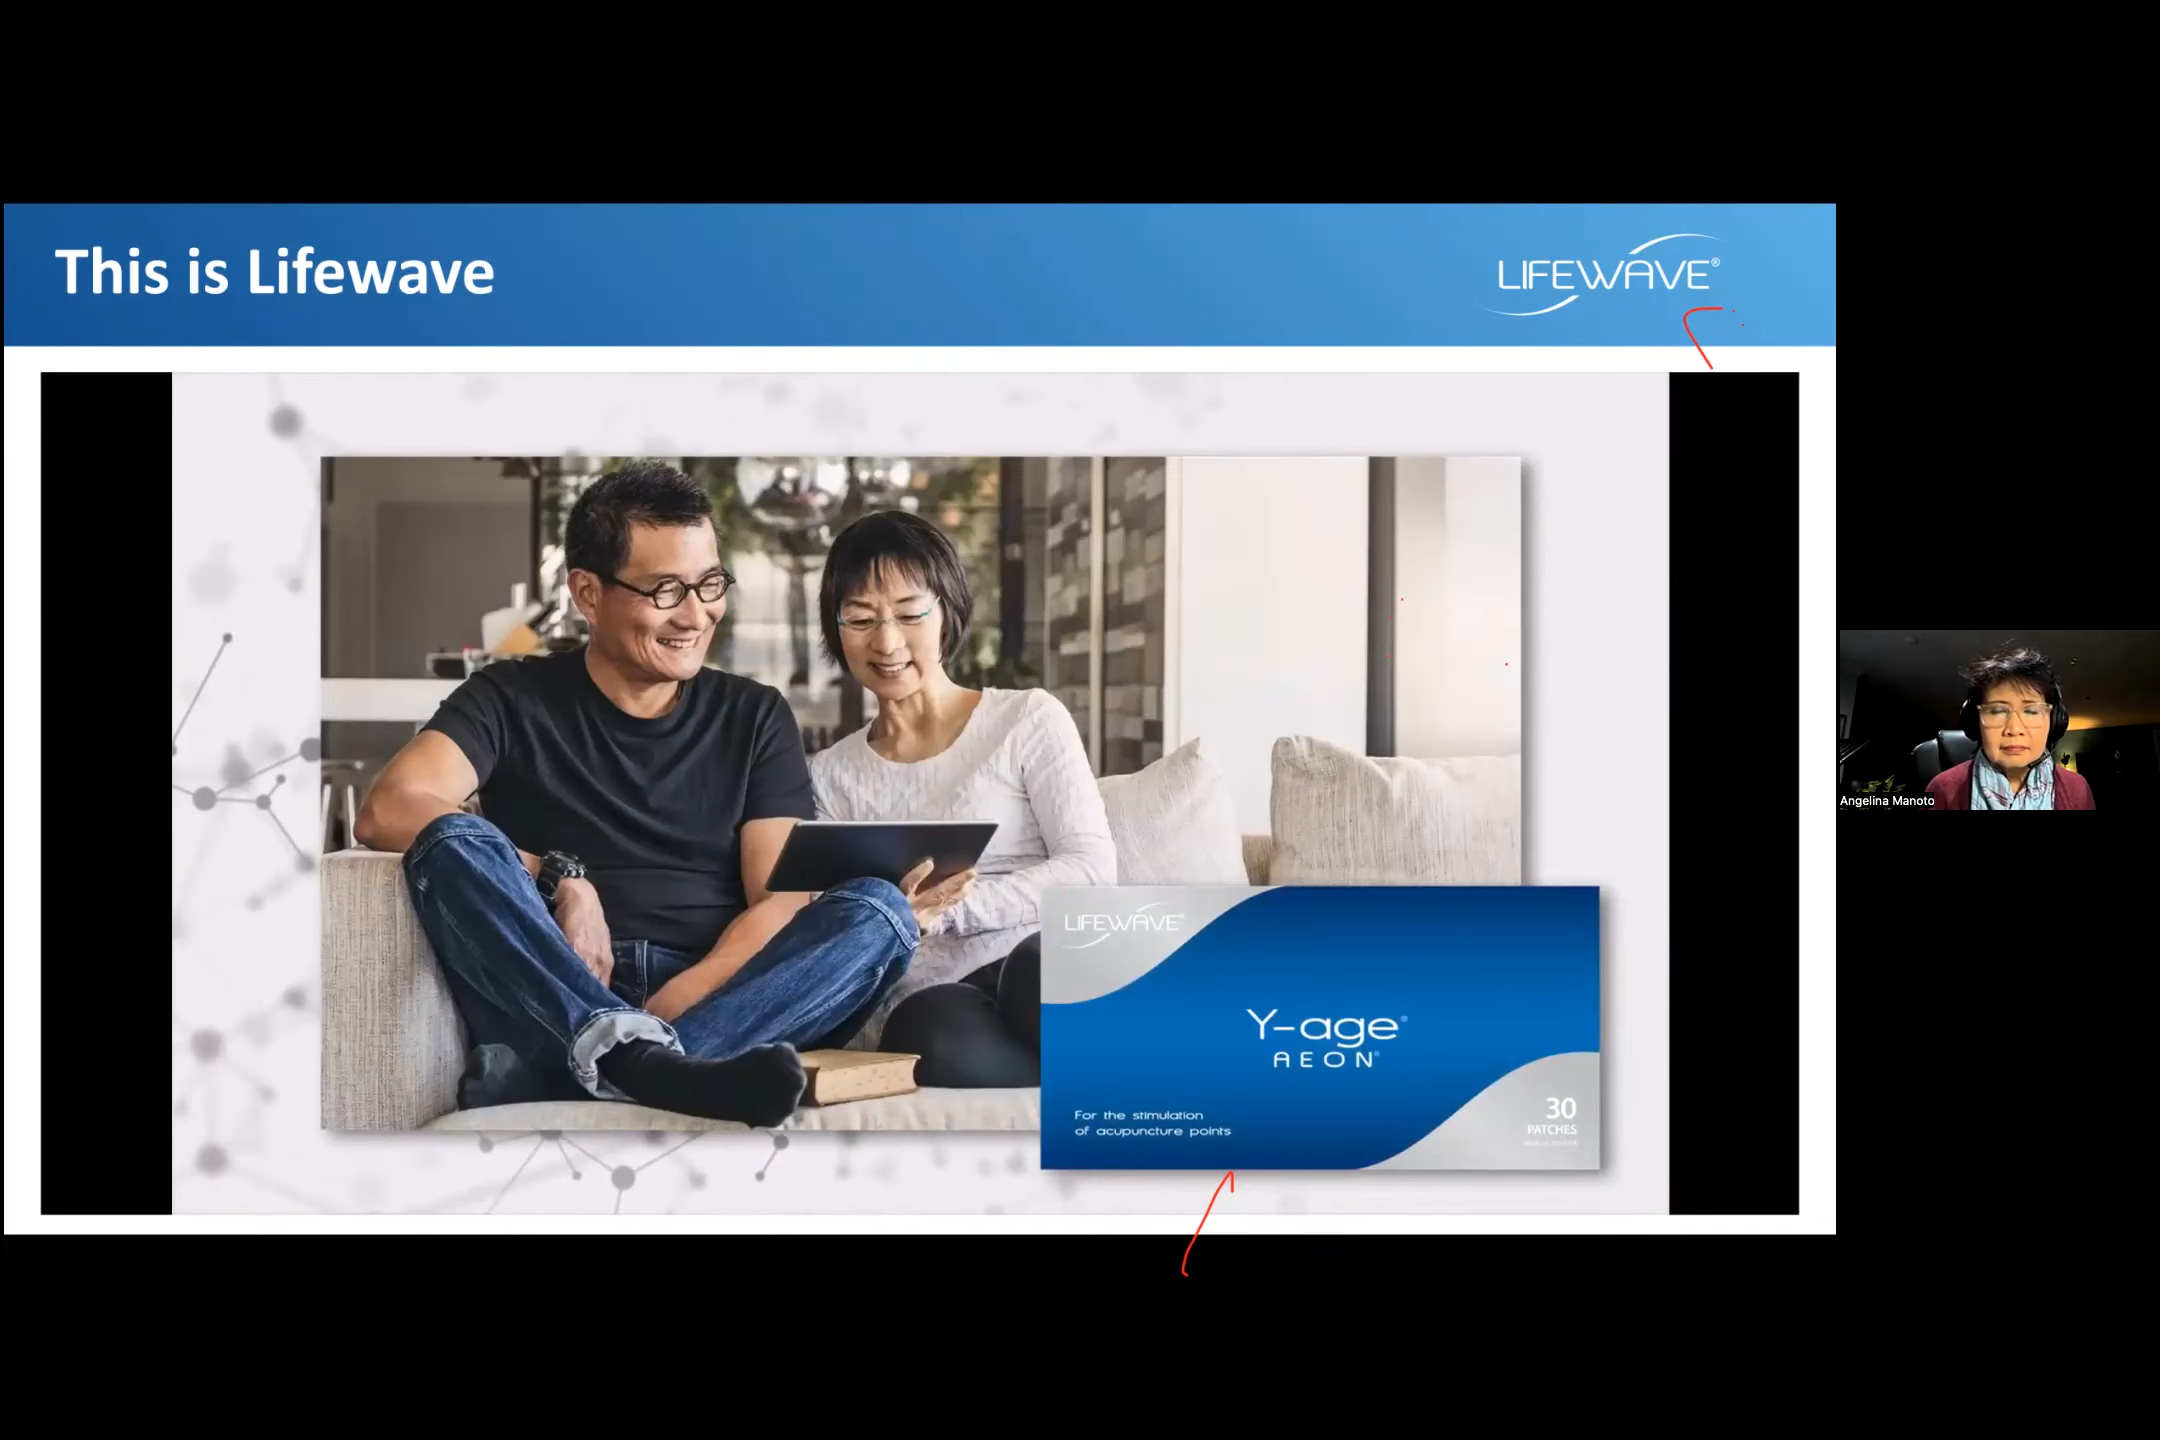 This is Lifewave
LIFEWAVE®
LIFEWAVE®
Y-age®
AEON®
For the stimulation
of acupuncture points
30
PATCHES
Angelina Manoto